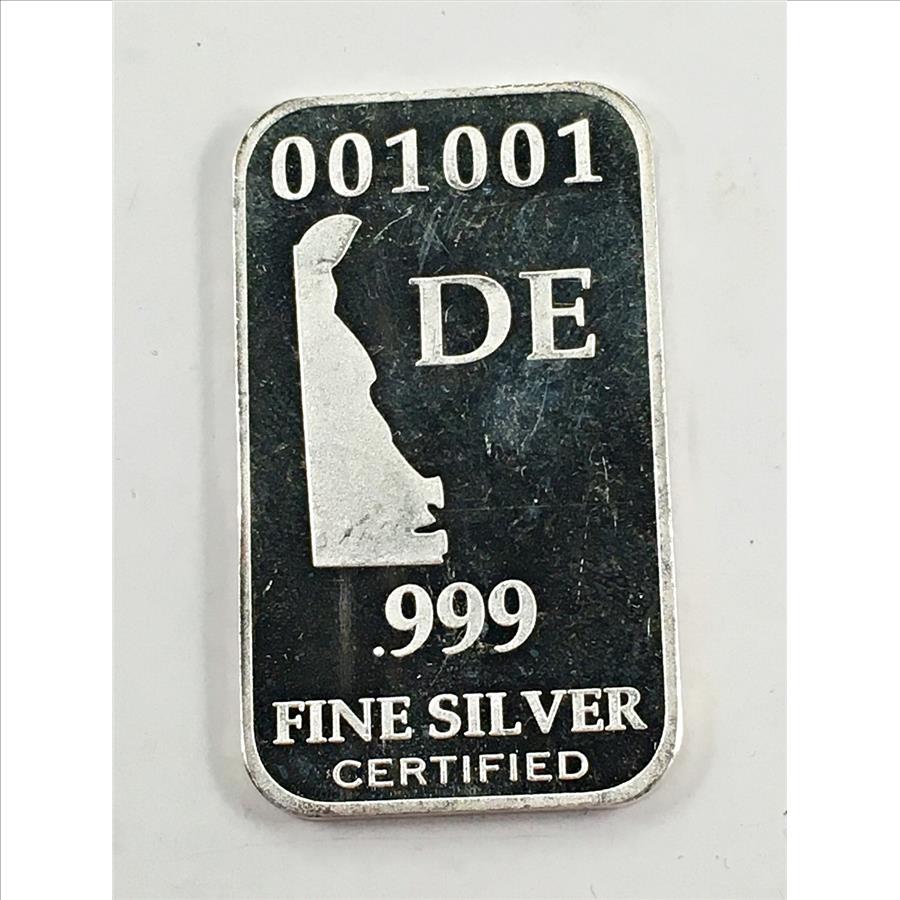 001001
DE
.999
FINE SILVER
CERTIFIED